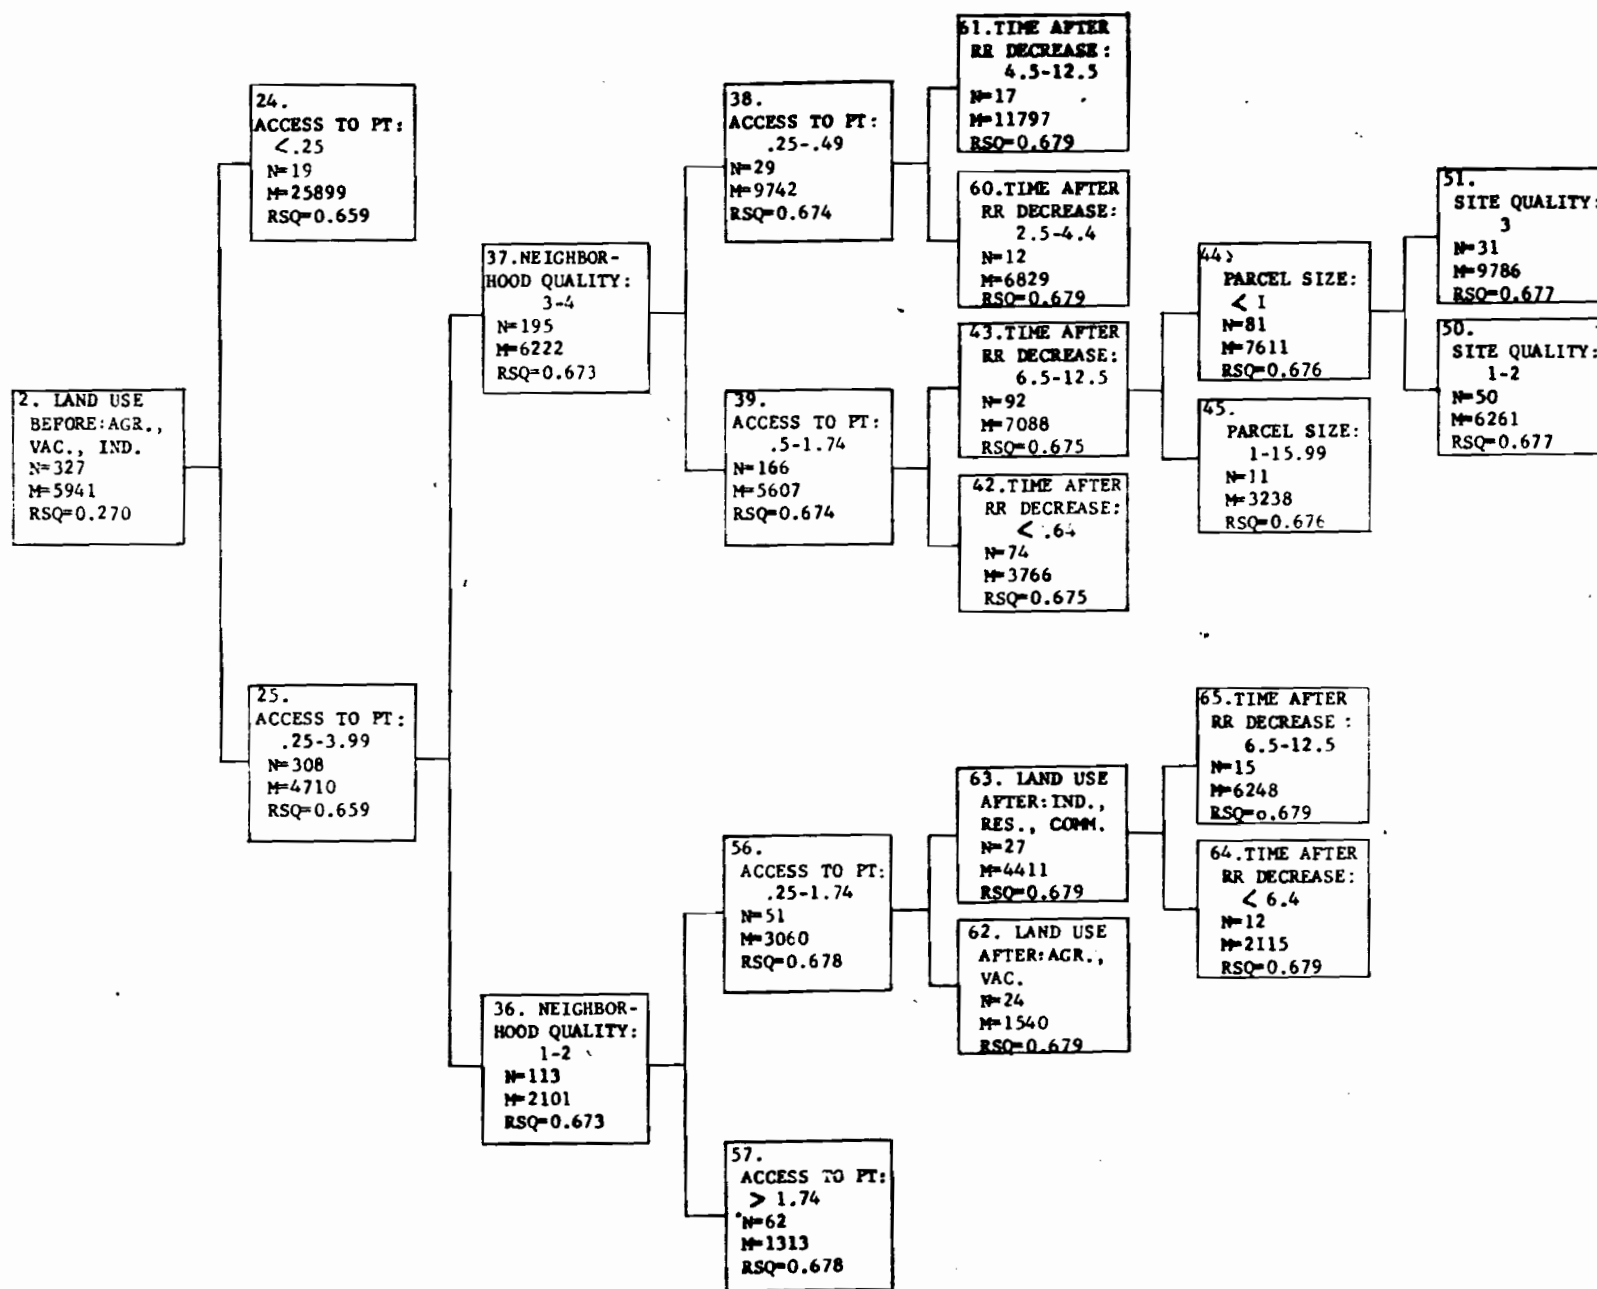 2. LAND USE
BEFORE:AGR.,
VAC., IND.
N=327
M=5941
RSQ=0.270
24.
ACCESS TO PT:
<.25
N=19
M=25899
RSQ=0.659
25.
ACCESS TO PT:
.25-3.99
N=308
M=4710
RSQ=0.659
37.NEIGHBOR-
HOOD QUALITY:
3-4
N=195
M=6222
RSQ=0.673
36. NEIGHBOR-
HOOD QUALITY:
1-2
N=113
M=2101
RSQ=0.673
38.
ACCESS TO PT:
.25-.49
N=29
M=9742
RSQ=0.674
39.
ACCESS TO PT:
.5-1.74
N=166
M=5607
RSQ=0.674
56.
ACCESS TO PT:
.25-1.74
N=51
M=3060
RSQ=0.678
57.
ACCESS TO PT:
> 1.74
N=62
M=1313
RSQ=0.678
61.TIME AFTER
RR DECREASE:
4.5-12.5
N=17
M=11797
RSQ=0.679
60.TIME AFTER
RR DECREASE:
2.5-4.4
N=12
M=6829
RSQ=0.679
43.TIME AFTER
RR DECREASE:
6.5-12.5
N=92
M=7088
RSQ=0.675
42.TIME AFTER
RR DECREASE:
<
N=74
M=3766
RSQ=0.675
63. LAND USE
AFTER:IND.,
RES., COMM.
N=27
M=4411
RSQ=0.679
62. LAND USE
AFTER:AGR.,
VAC.
N=24
M=1540
RSQ=0.679
44.
PARCEL SIZE:
< 1
N=81
M=7611
RSQ=0.676
45.
PARCEL SIZE:
1-15.99
N=11
M=3238
RSQ=0.676
65.TIME AFTER
RR DECREASE :
6.5-12.5
N=15
M=6248
RSQ=o.679
64.TIME AFTER
RR DECREASE:
< 6.4
N=12
M=2115
RSQ=0.679
51.
SITE QUALITY:
3
N=31
M=9786
RSQ=0.677
50.
SITE QUALITY:
1-2
N=50
M=6261
RSQ=0.677